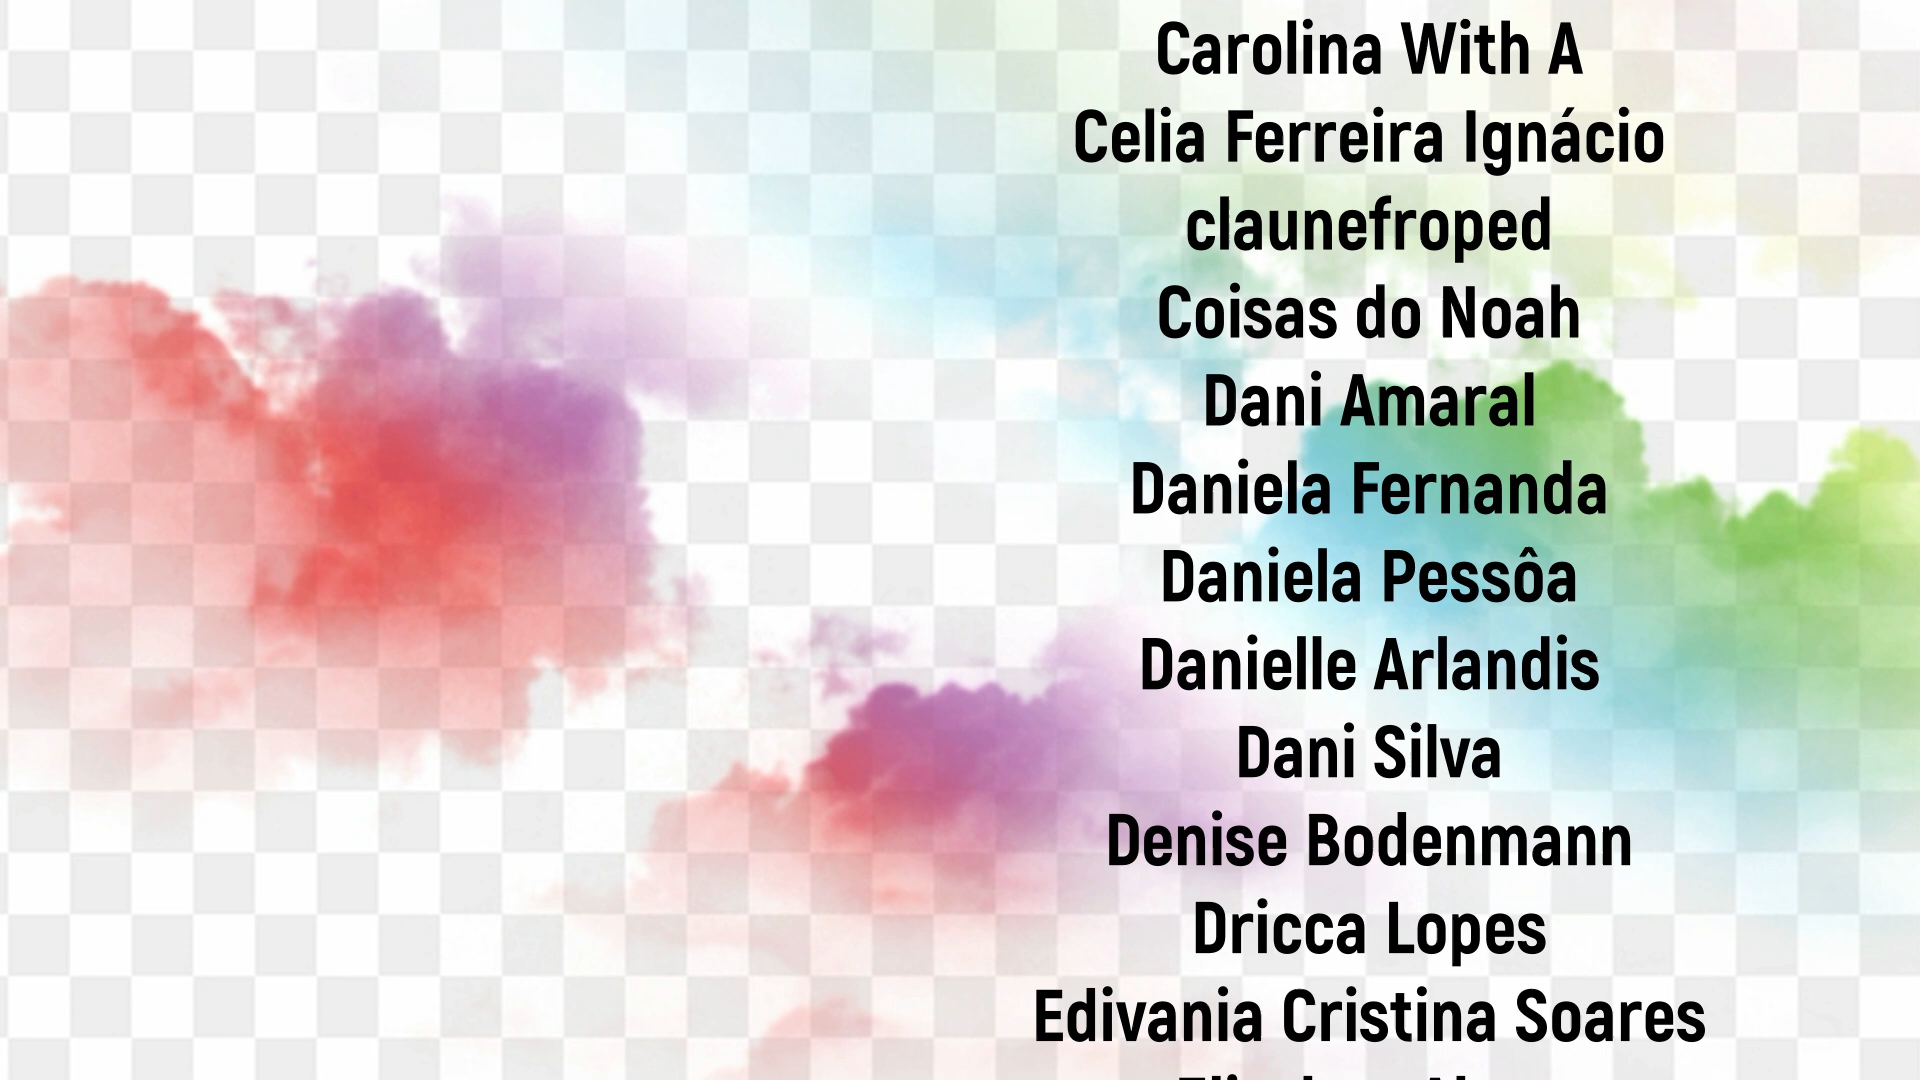 Carolina With A
Celia Ferreira Ignácio
claunefroped
Coisas do Noah
Dani Amaral
Daniela Fernanda
Daniela Pessôa
Danielle Arlandis
Dani Silva
Denise Bodenmann
Dricca Lopes
Edivania Cristina Soares